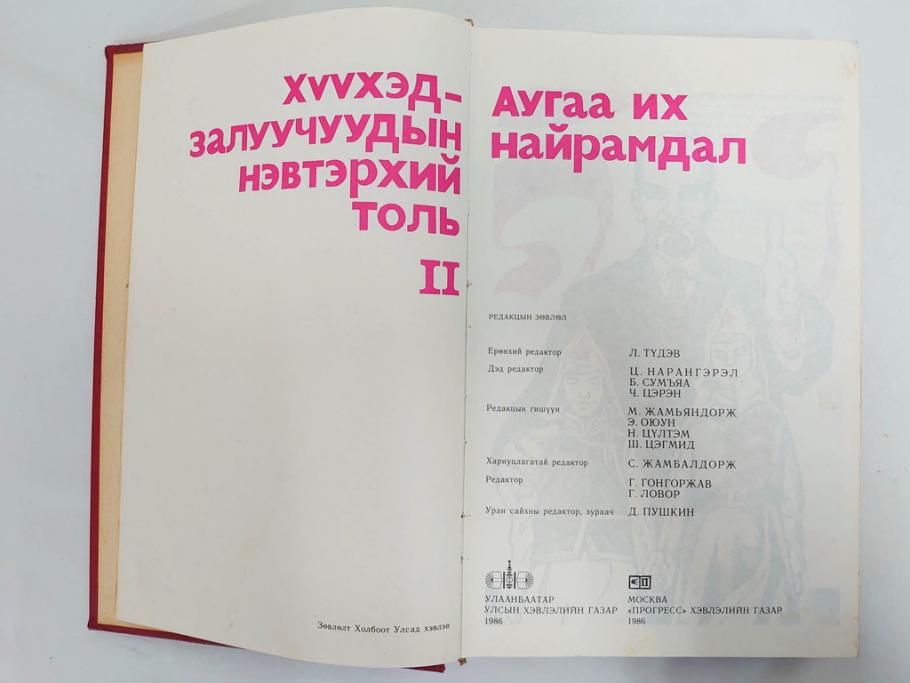 ХҮҮХЭД-
ЗАЛУУЧУУДЫН
НЭВТЭРХИЙ
ТОЛЬ
II
Зөвлөлт Холбоот Улсад хэвлэв
АУГАА ИХ
НАЙРАМДАЛ
РЕДАКЦЫН ЗӨВЛӨЛ
Ерөнхий редактор Л. ТҮДЭВ
Дэд редактор Ц. НАРАНГЭРЭЛ
Б. СУМЪЯА
Ч. ЦЭРЭН
Редакцын гишүүн М. ЖАМЬЯНДОРЖ
Э. ОЮУН
Н. ЦҮЛТЭМ
Ш. ЦЭГМИД
Хариуцлагатай редактор С. ЖАМБАЛДОРЖ
Редактор Г. ГОНГОРЖАВ
Г. ЛОВОР
Уран сайхны редактор, зураач Д. ПУШКИН
УЛААНБААТАР
УЛСЫН ХЭВЛЭЛИЙН ГАЗАР
1986
МОСКВА
«ПРОГРЕСС» ХЭВЛЭЛИЙН ГАЗАР
1986